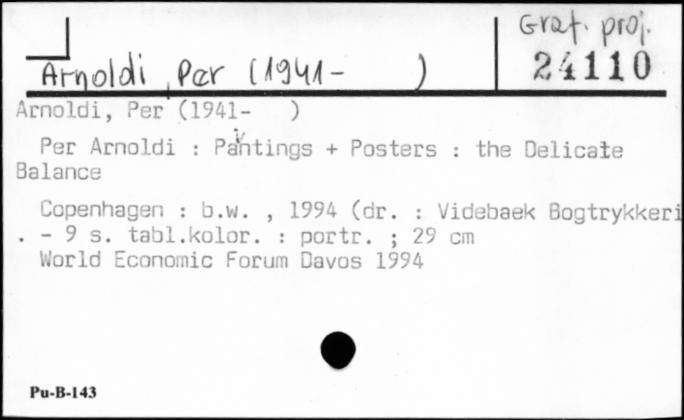 Graf. proj.
24110
Arnoldi, Per (1941- )
Arnoldi, Per (1941- )
Per Arnoldi : Paintings + Posters : the Delicate
Balance
Copenhagen : b.w. , 1994 (dr. : Videbaek Bogtrykkeri
. - 9 s. tabl.kolor. : portr. ; 29 cm
World Economic Forum Davos 1994
Pu-B-143